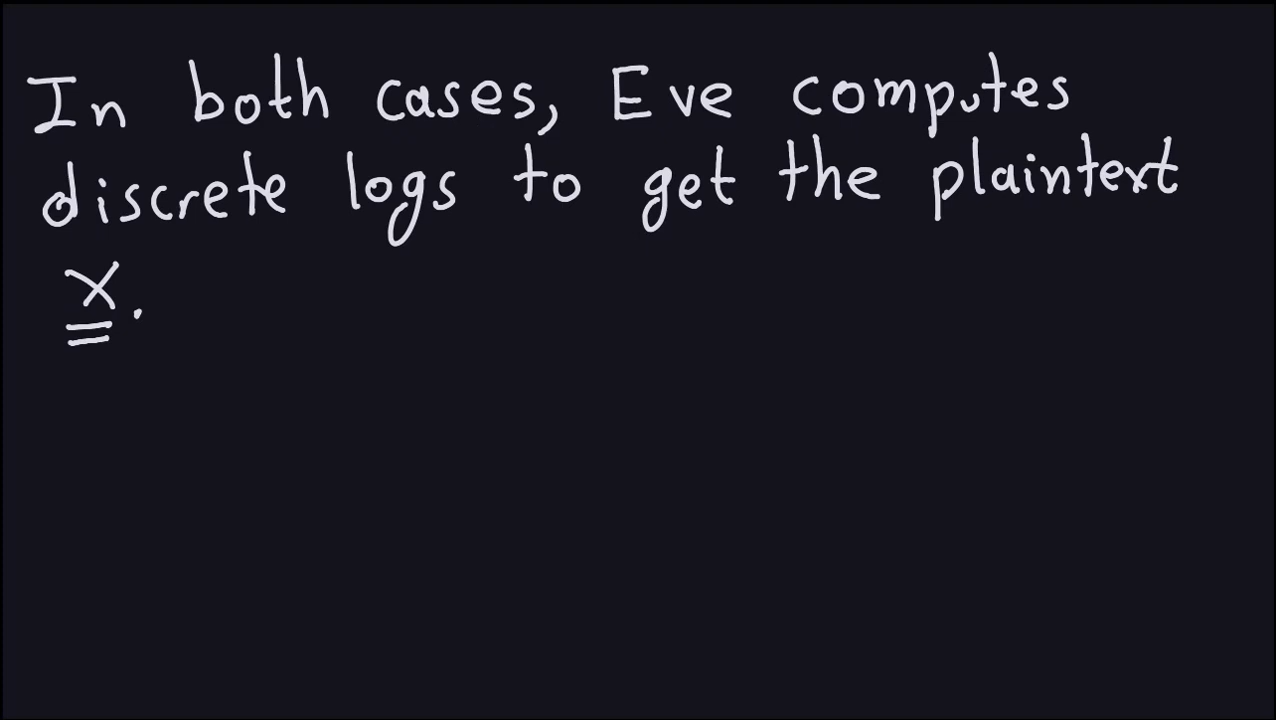 In both cases, Eve computes
discrete logs to get the plaintext
x.